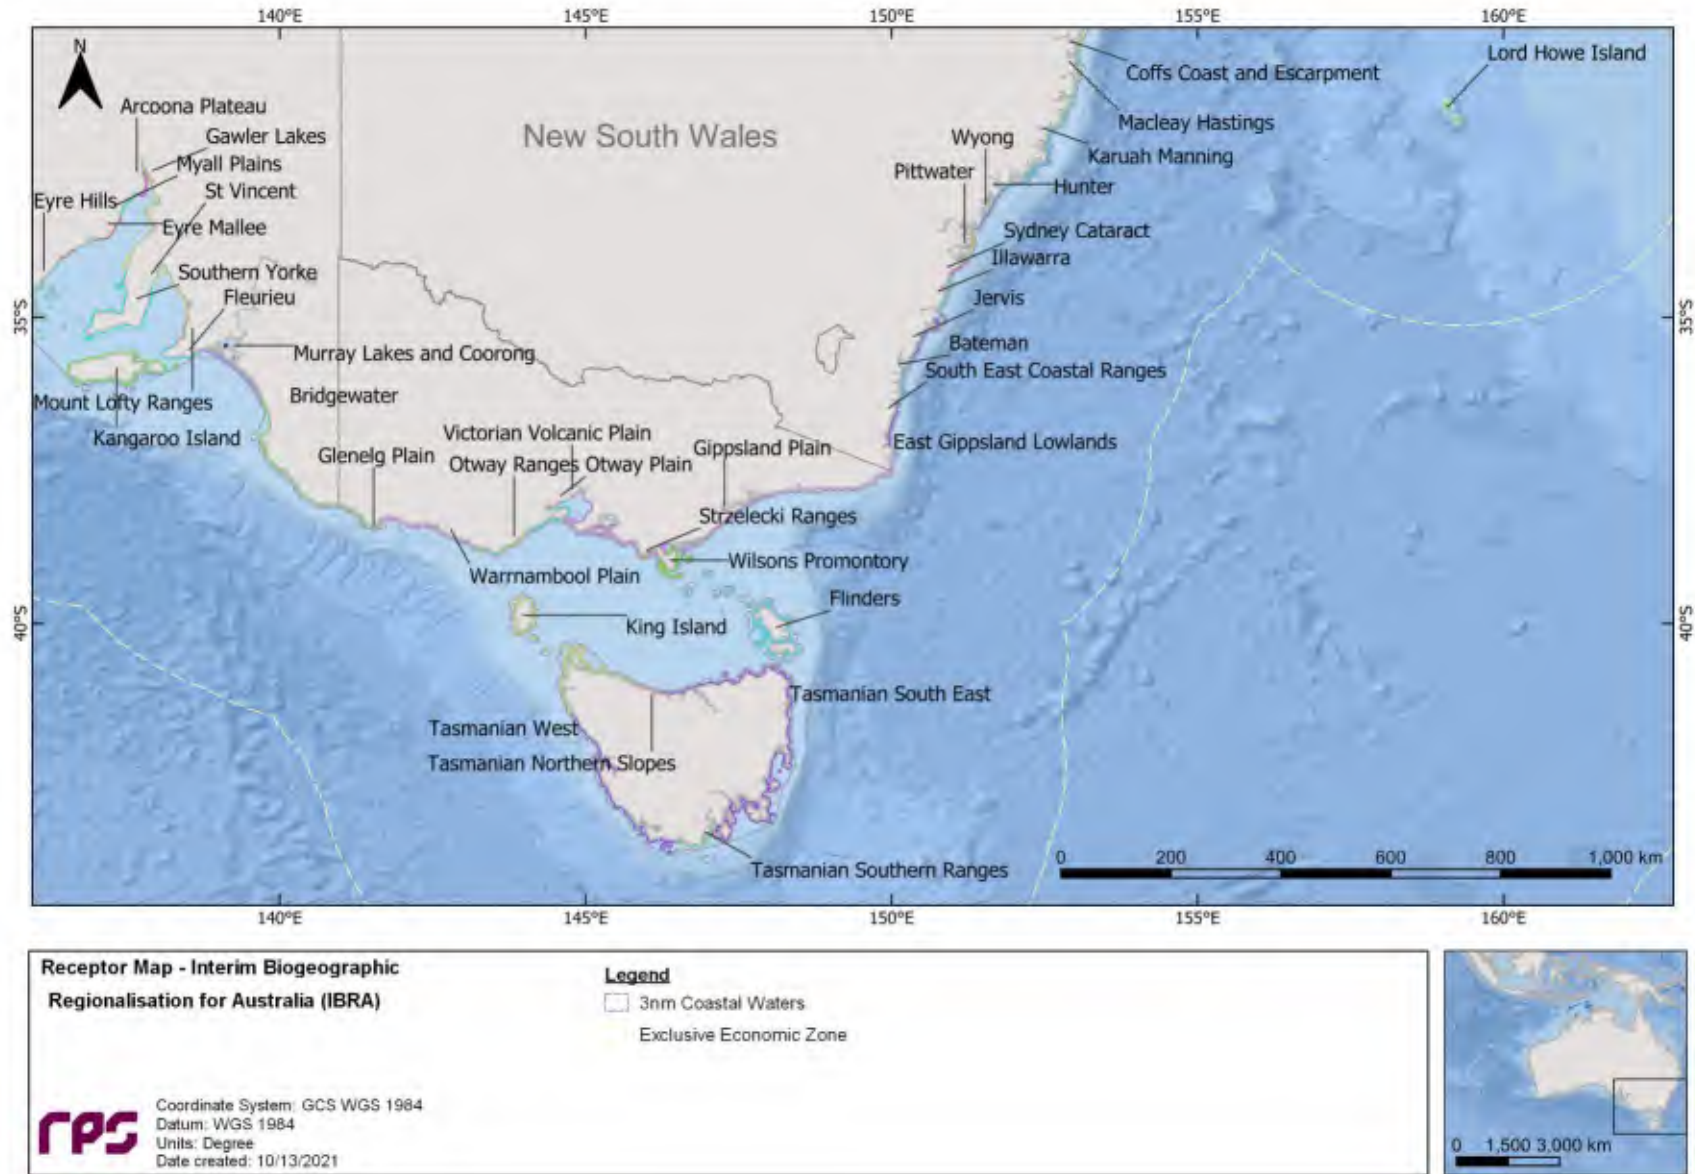 140°E 145°E 150°E 155°E 160°E
N
Lord Howe Island
Coffs Coast and Escarpment
Arcoona Plateau
Macleay Hastings
Gawler Lakes
New South Wales
Wyong
Karuah Manning
Myall Plains
Pittwater
Hunter
St Vincent
Eyre Hills
Eyre Mallee
Sydney Cataract
Illawarra
Southern Yorke
Fleurieu
Jervis
35°S 35°S
Bateman
Murray Lakes and Coorong
South East Coastal Ranges
Bridgewater
Mount Lofty Ranges
Kangaroo Island
Victorian Volcanic Plain
East Gippsland Lowlands
Gippsland Plain
Glenelg Plain
Otway Ranges Otway Plain
Strzelecki Ranges
Wilsons Promontory
Warrnambool Plain
Flinders
40°S 40°S
King Island
Tasmanian South East
Tasmanian West
Tasmanian Northern Slopes
0 200 400 600 800 1,000 km
Tasmanian Southern Ranges
140°E 145°E 150°E 155°E 160°E
Receptor Map - Interim Biogeographic
Regionalisation for Australia (IBRA)
Legend
3nm Coastal Waters
Exclusive Economic Zone
rps
Coordinate System: GCS WGS 1984
Datum: WGS 1984
Units: Degree
Date created: 10/13/2021
0 1,500 3,000 km